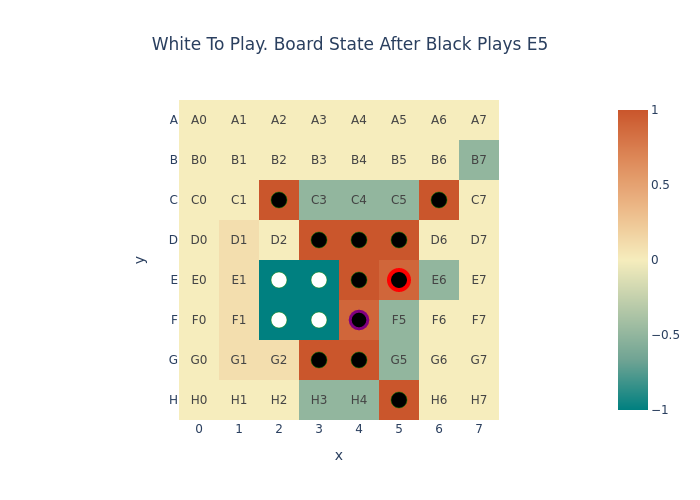 White To Play. Board State After Black Plays E5
A A0 A1 A2 A3 A4 A5 A6 A7
B B0 B1 B2 B3 B4 B5 B6 B7
C C0 C1 C3 C4 C5 C7
D D0 D1 D2 D6 D7
E E0 E1 E6 E7
F F0 F1 F5 F6 F7
G G0 G1 G2 G5 G6 G7
H H0 H1 H2 H3 H4 H6 H7
0 1 2 3 4 5 6 7
x
y
1
0.5
0
−0.5
−1